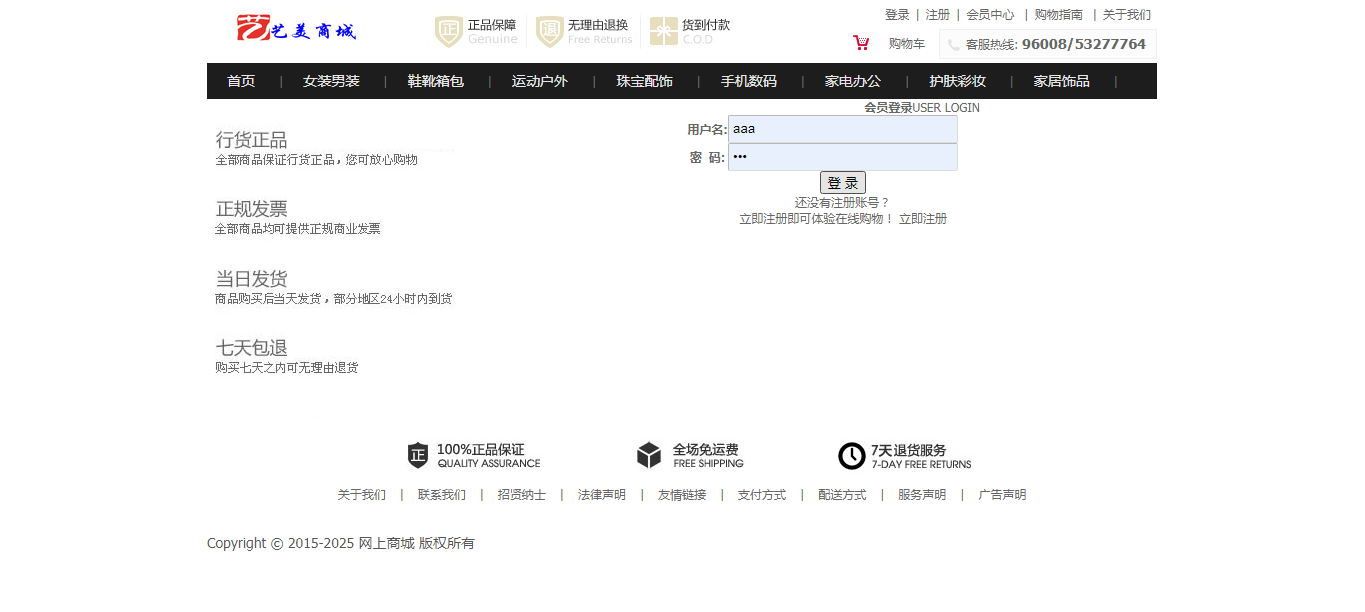 艺美商城
正品保障
Genuine
无理由退换
Free Returns
货到付款
C.O.D
登录 | 注册 | 会员中心 | 购物指南 | 关于我们
购物车
客服热线: 96008/53277764
首页 | 女装男装 | 鞋靴箱包 | 运动户外 | 珠宝配饰 | 手机数码 | 家电办公 | 护肤彩妆 | 家居饰品 |
会员登录USER LOGIN
用户名: aaa
密 码: •••
登 录
还没有注册账号？
立即注册即可体验在线购物！ 立即注册
行货正品
全部商品保证行货正品，您可放心购物
正规发票
全部商品均可提供正规商业发票
当日发货
商品购买后当天发货，部分地区24小时内到货
七天包退
购买七天之内可无理由退货
正
100%正品保证
QUALITY ASSURANCE
全场免运费
FREE SHIPPING
7天退货服务
7-DAY FREE RETURNS
关于我们 | 联系我们 | 招贤纳士 | 法律声明 | 友情链接 | 支付方式 | 配送方式 | 服务声明 | 广告声明
Copyright © 2015-2025 网上商城 版权所有